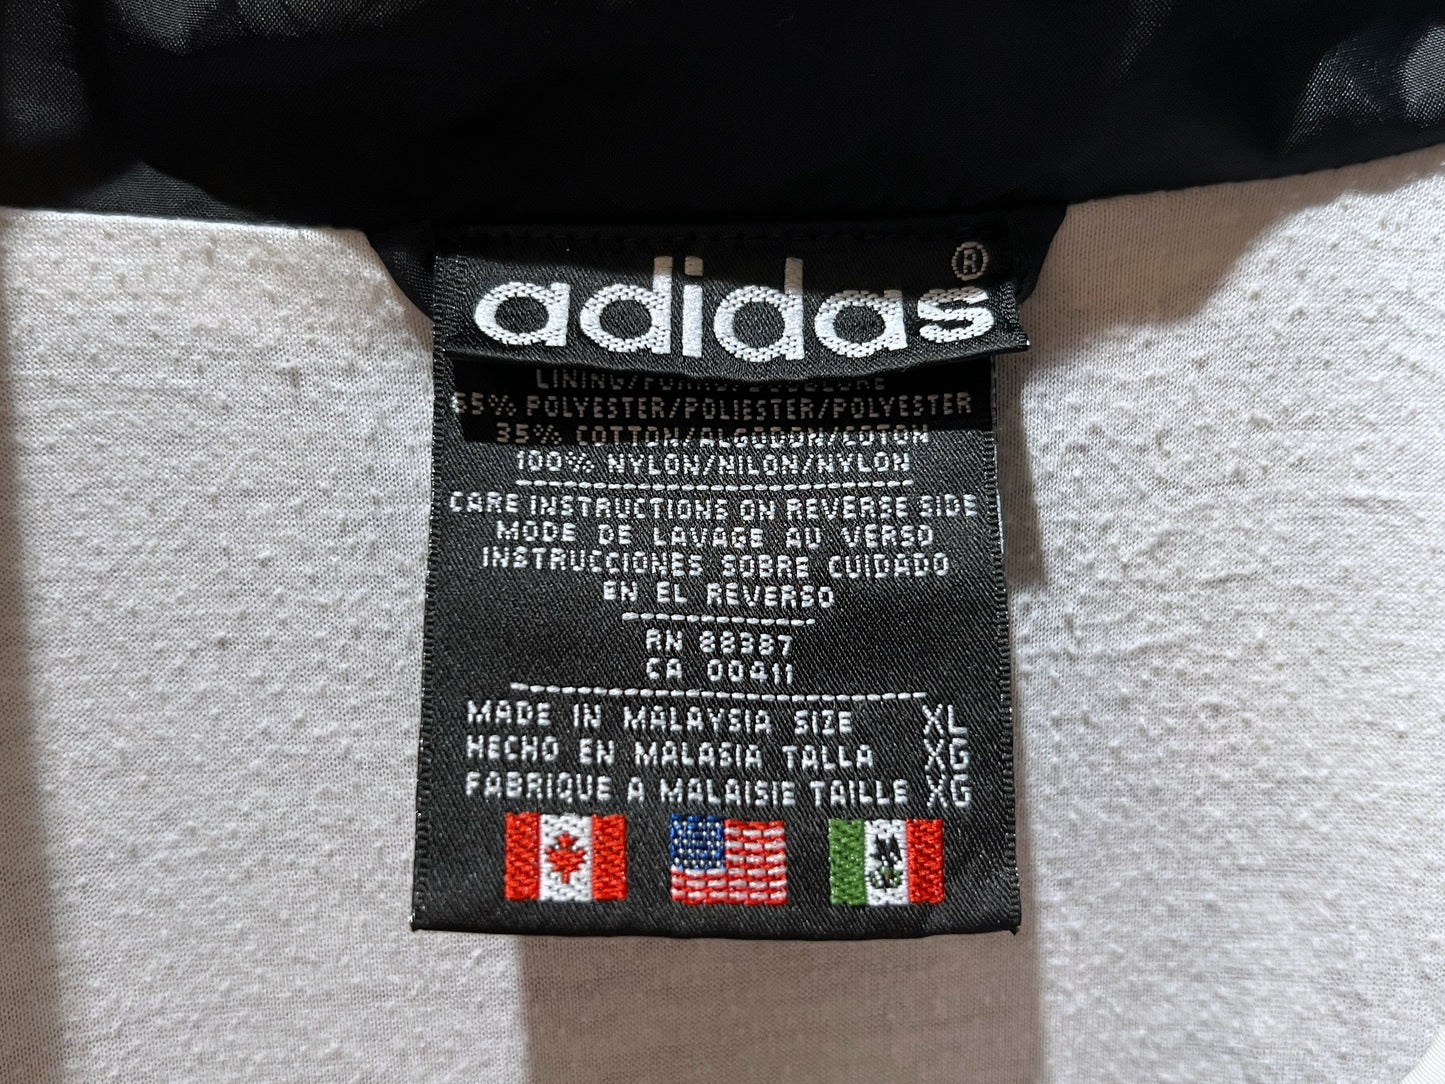 adidas®
LINING/
65% POLYESTER/POLIESTER/POLYESTER
35% COTTON/ALGODON/COTON
100% NYLON/NILON/NYLON
CARE INSTRUCTIONS ON REVERSE SIDE
MODE DE LAVAGE AU VERSO
INSTRUCCIONES SOBRE CUIDADO
EN EL REVERSO
RN 88387
CA 00411
MADE IN MALAYSIA SIZE XL
HECHO EN MALASIA TALLA XG
FABRIQUE A MALAISIE TAILLE XG